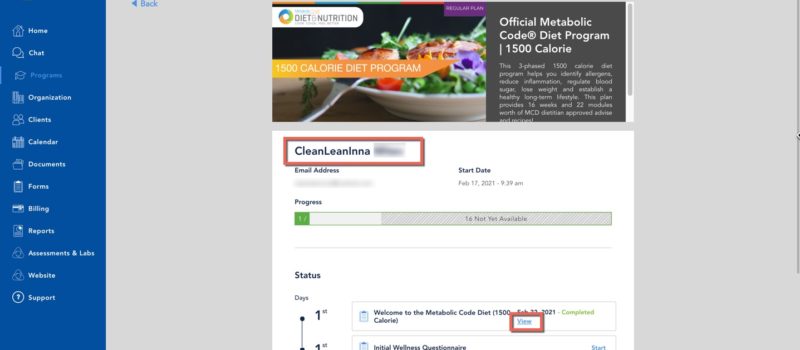 Back
Home
Chat
Programs
Organization
Clients
Calendar
Documents
Forms
Billing
Reports
Assessments & Labs
Website
Support
DIET & NUTRITION
REGULAR PLAN
1500 CALORIE DIET PROGRAM
Official Metabolic
Code® Diet Program
| 1500 Calorie
This 3-phased 1500 calorie diet
program helps you identify allergens,
reduce inflammation, regulate blood
sugar, lose weight and establish a
healthy long-term lifestyle. This plan
provides 16 weeks and 22 modules
worth of MCD dietitian approved advise
and recipes!
CleanLeanInna
Email Address
Start Date
Feb 17, 2021 - 9:39 am
Progress
1 /
16 Not Yet Available
Status
Days
1st
Welcome to the Metabolic Code Diet (1500
Calorie)
Feb 22, 2021 - Completed
View
1st
Initial Wellness Questionnaire
Start